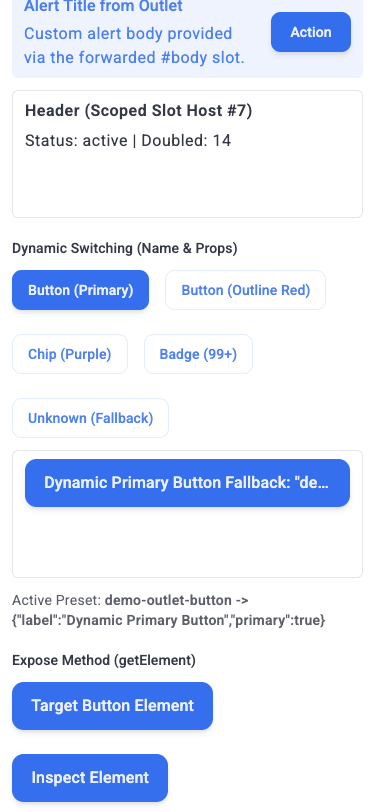 Alert Title from Outlet
Custom alert body provided
via the forwarded #body slot.
Action
Header (Scoped Slot Host #7)
Status: active | Doubled: 14
Dynamic Switching (Name & Props)
Button (Primary)
Button (Outline Red)
Chip (Purple)
Badge (99+)
Unknown (Fallback)
Dynamic Primary Button Fallback: "de...
Active Preset: demo-outlet-button ->
{"label":"Dynamic Primary Button","primary":true}
Expose Method (getElement)
Target Button Element
Inspect Element